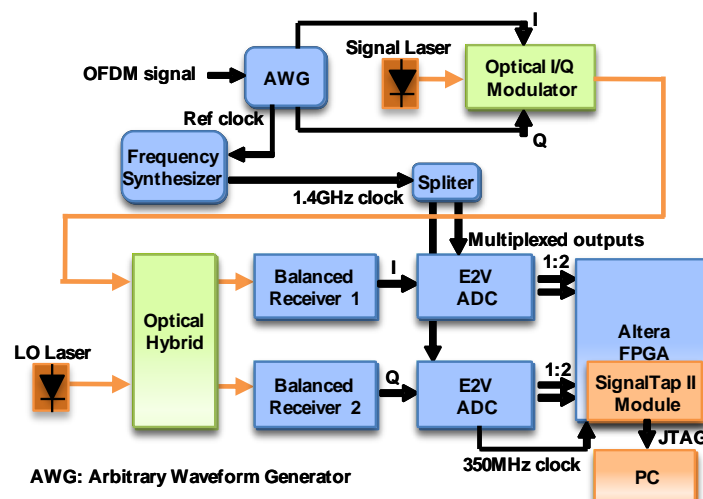 I
Signal Laser
OFDM signal
AWG
Optical I/Q
Modulator
Ref clock
Q
Frequency
Synthesizer
1.4GHz clock
Spliter
Multiplexed outputs
Optical
Hybrid
Balanced
Receiver 1
I
E2V
ADC
1:2
Altera
FPGA
LO Laser
Balanced
Receiver 2
Q
E2V
ADC
1:2
SignalTap II
Module
JTAG
350MHz clock
PC
AWG: Arbitrary Waveform Generator